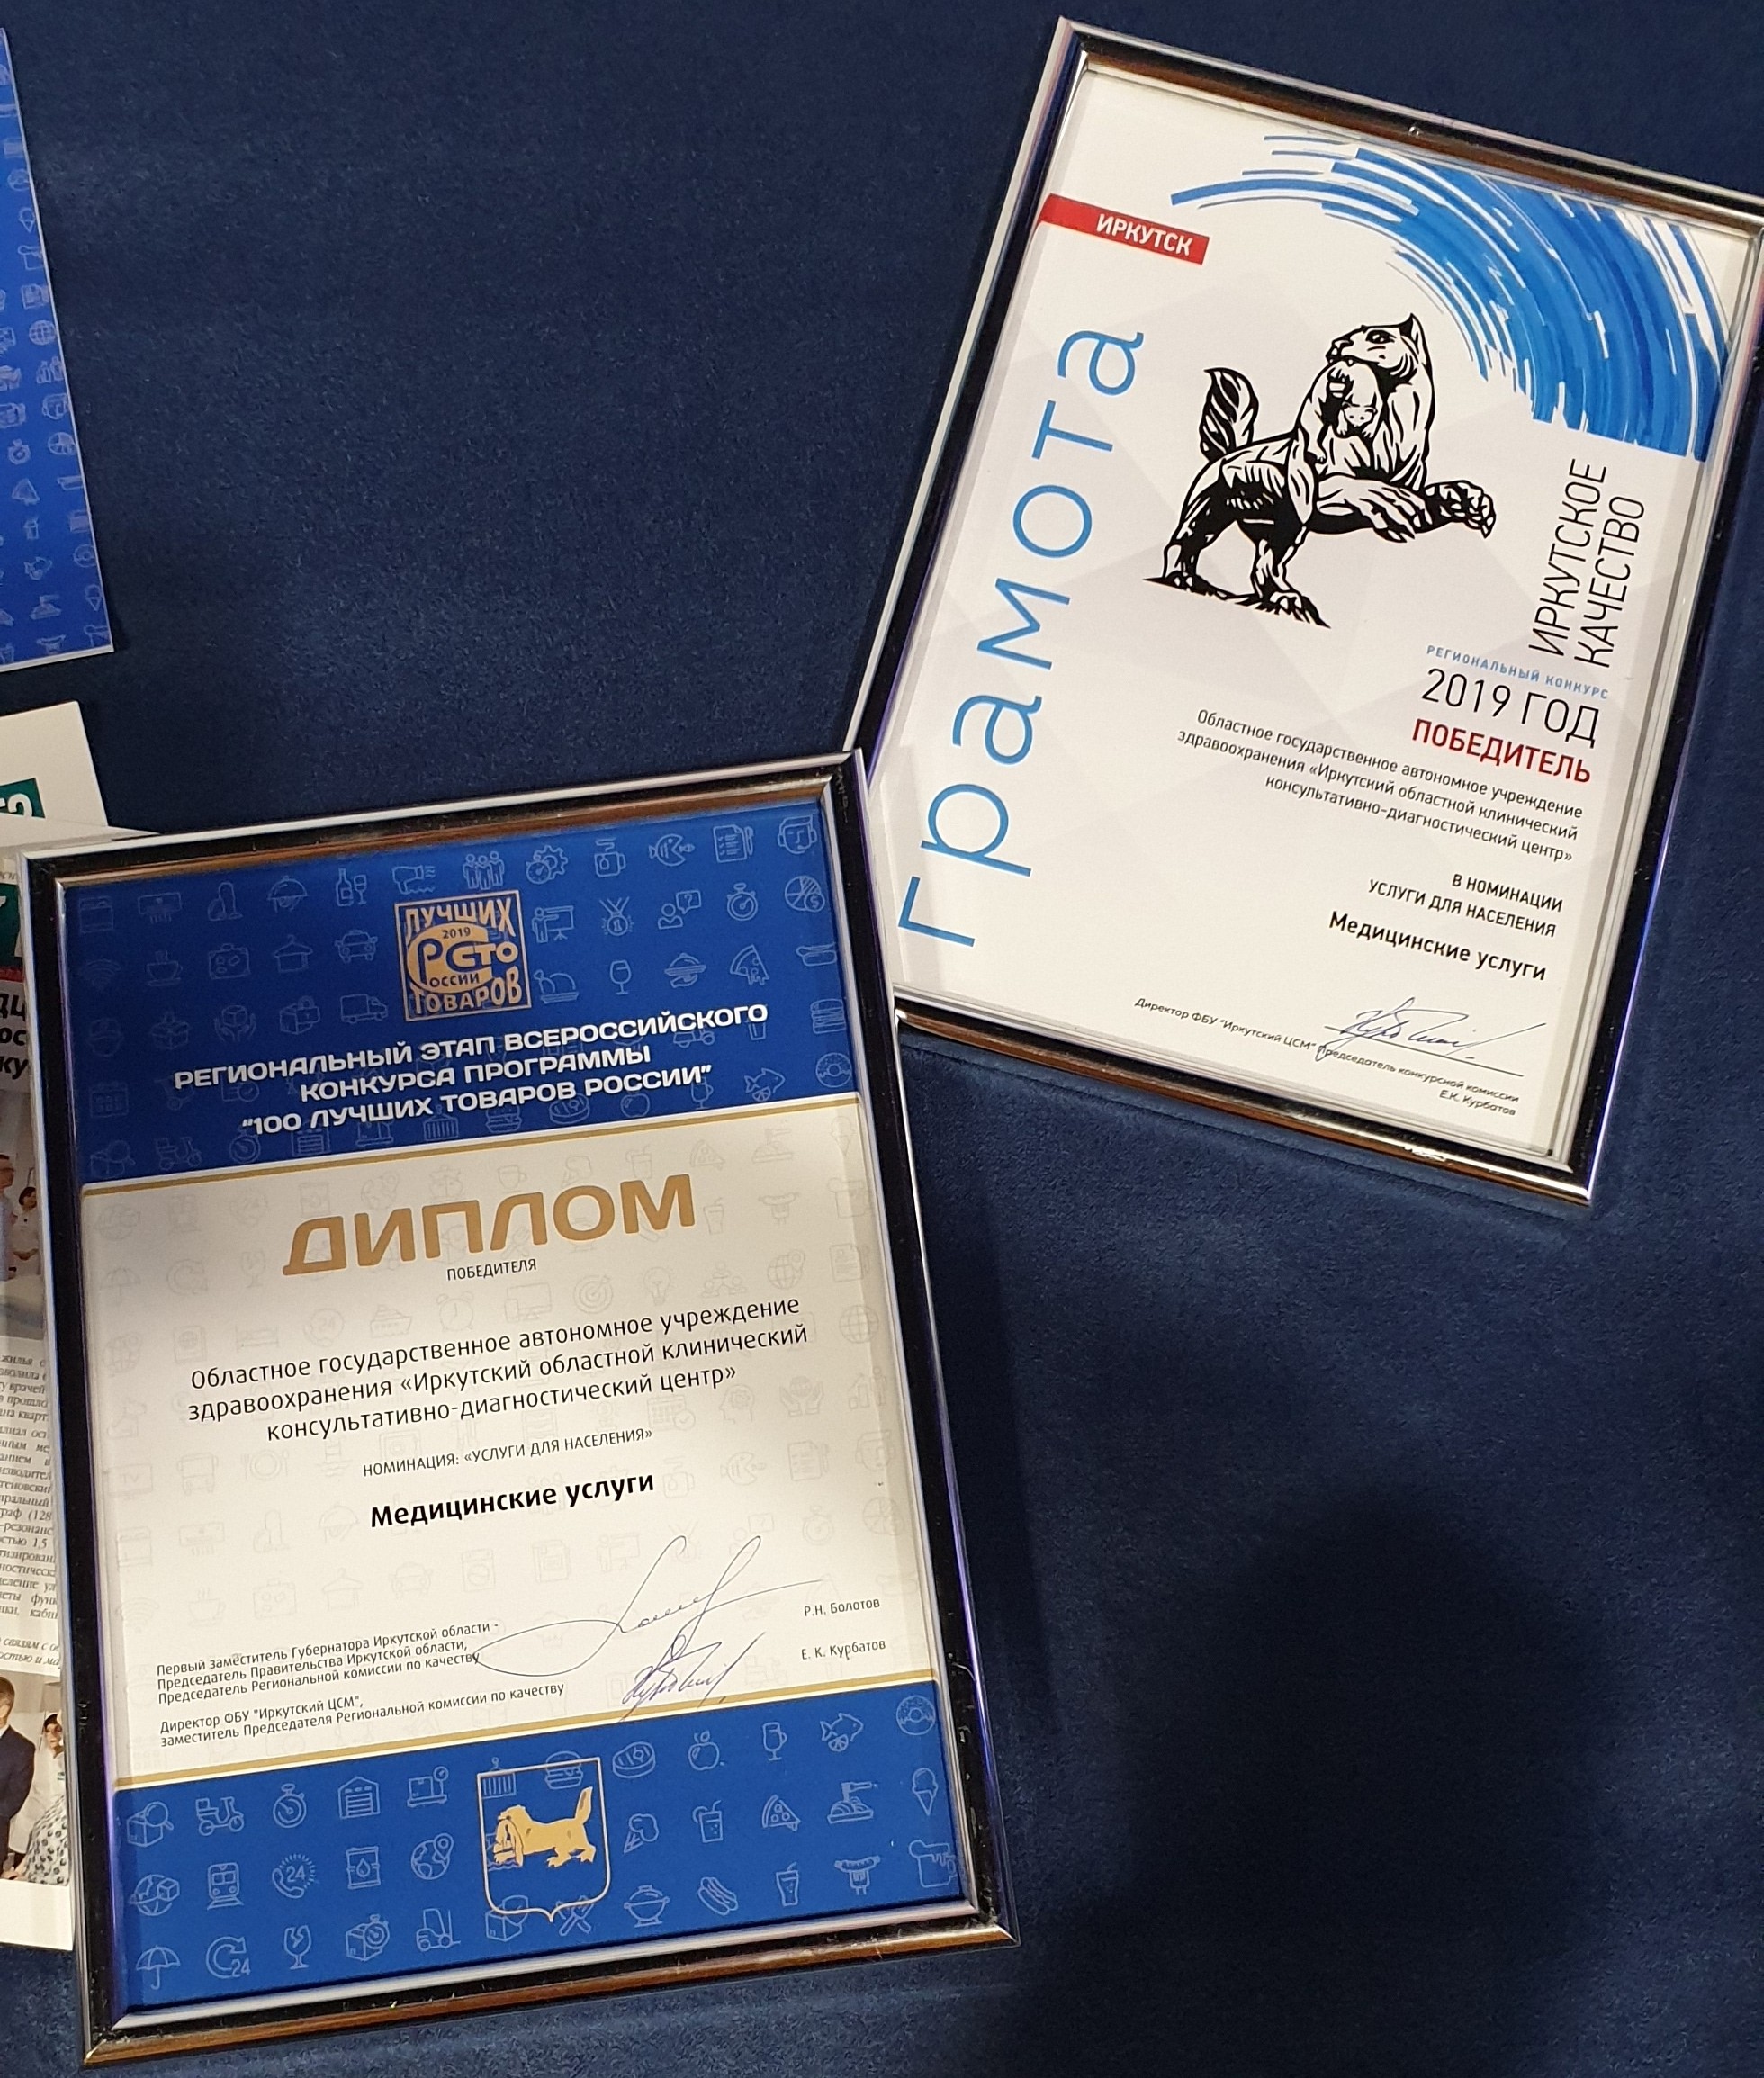 ИРКУТСК
грамота
ИРКУТСКОЕ
КАЧЕСТВО
РЕГИОНАЛЬНЫЙ КОНКУРС
2019 ГОД
ПОБЕДИТЕЛЬ
Областное государственное автономное учреждение
здравоохранения «Иркутский областной клинический
консультативно-диагностический центр»
В НОМИНАЦИИ
УСЛУГИ ДЛЯ НАСЕЛЕНИЯ
Медицинские услуги
Директор ФБУ "Иркутский ЦСМ" Председатель конкурсной комиссии
Е.К. Курбатов
ЛУЧШИХ
2019
РСТО
ОССИИ
ТОВАРОВ
РЕГИОНАЛЬНЫЙ ЭТАП ВСЕРОССИЙСКОГО
КОНКУРСА ПРОГРАММЫ
"100 ЛУЧШИХ ТОВАРОВ РОССИИ"
ДИПЛОМ
ПОБЕДИТЕЛЯ
Областное государственное автономное учреждение
здравоохранения «Иркутский областной клинический
консультативно-диагностический центр»
НОМИНАЦИЯ: «УСЛУГИ ДЛЯ НАСЕЛЕНИЯ»
Медицинские услуги
Первый заместитель Губернатора Иркутской области -
Председатель Правительства Иркутской области,
Председатель Региональной комиссии по качеству
Р.Н. Болотов
Директор ФБУ "Иркутский ЦСМ",
заместитель Председателя Региональной комиссии по качеству
Е. К. Курбатов
24
24